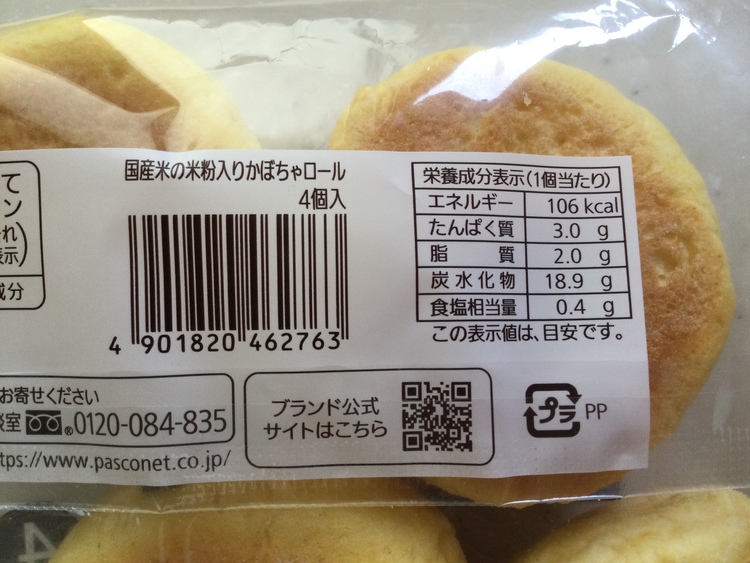 国産米の米粉入りかぼちゃロール
4個入
4 901820 462763
栄養成分表示(1個当たり)
エネルギー 106 kcal
たんぱく質 3.0 g
脂質 2.0 g
炭水化物 18.9 g
食塩相当量 0.4 g
この表示値は、目安です。
て
ン
れ
表示)
成分
お寄せください
談室 0120-084-835
tps://www.pasconet.co.jp/
ブランド公式
サイトはこちら
プラ PP
4